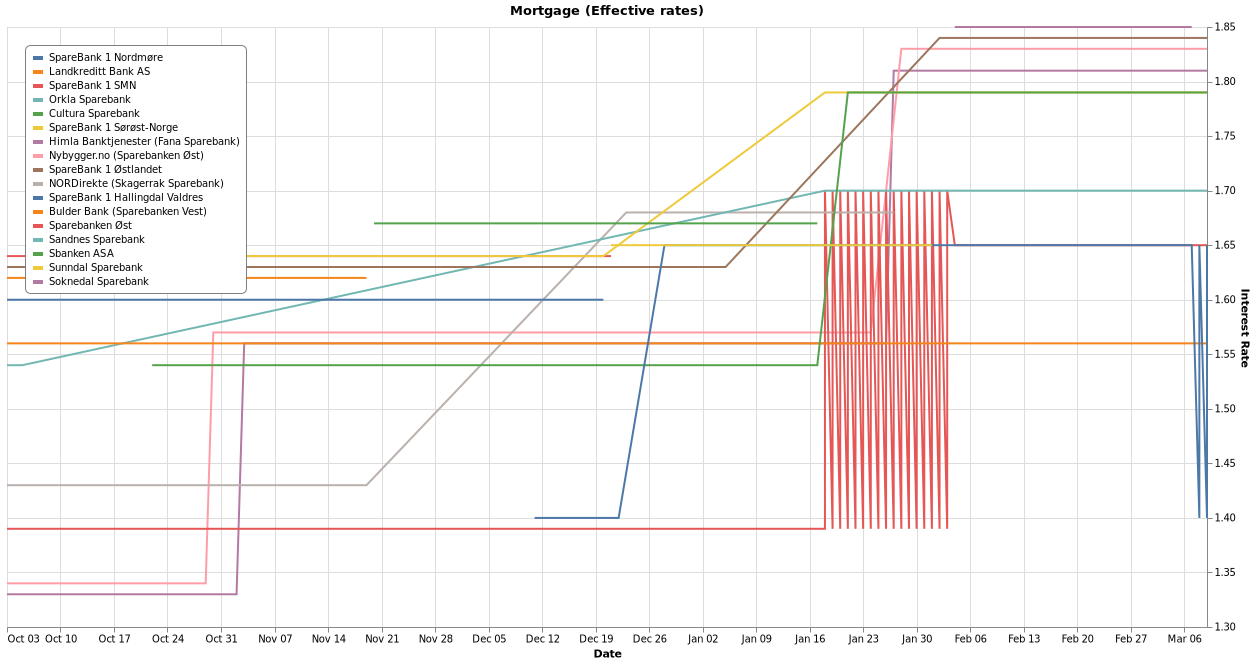 Mortgage (Effective rates)
SpareBank 1 Nordmøre
Landkreditt Bank AS
SpareBank 1 SMN
Orkla Sparebank
Cultura Sparebank
SpareBank 1 Sørøst-Norge
Himla Banktjenester (Fana Sparebank)
Nybygger.no (Sparebanken Øst)
SpareBank 1 Østlandet
NORDirekte (Skagerrak Sparebank)
SpareBank 1 Hallingdal Valdres
Bulder Bank (Sparebanken Vest)
Sparebanken Øst
Sandnes Sparebank
Sbanken ASA
Sunndal Sparebank
Soknedal Sparebank
1.85
1.80
1.75
1.70
1.65
1.60
1.55
1.50
1.45
1.40
1.35
1.30
Interest Rate
Oct 03 Oct 10 Oct 17 Oct 24 Oct 31 Nov 07 Nov 14 Nov 21 Nov 28 Dec 05 Dec 12 Dec 19 Dec 26 Jan 02 Jan 09 Jan 16 Jan 23 Jan 30 Feb 06 Feb 13 Feb 20 Feb 27 Mar 06
Date